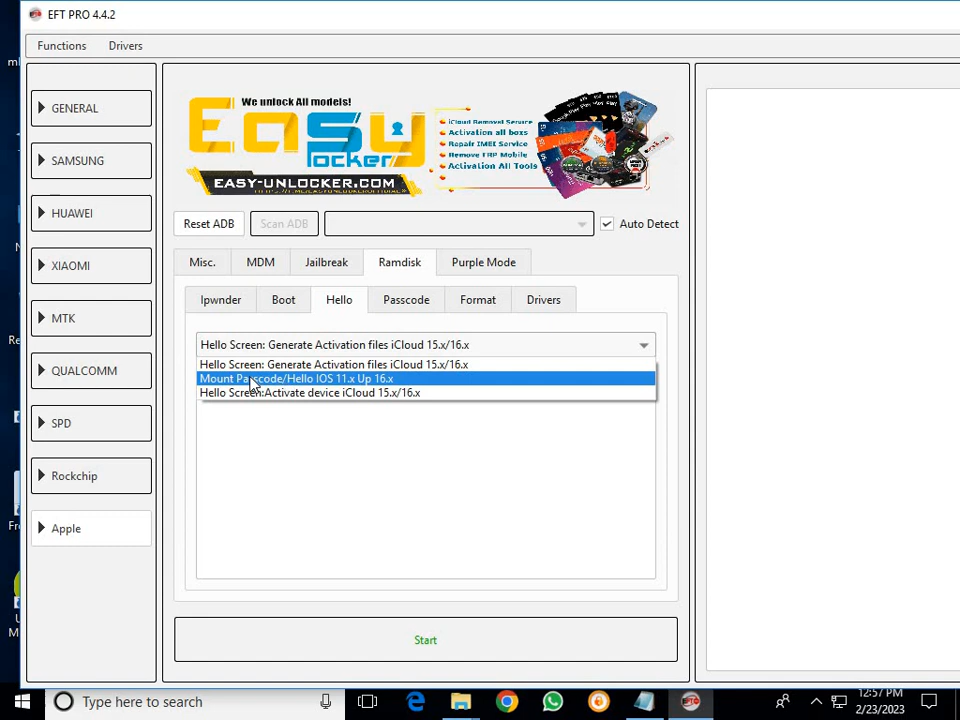 EFT PRO 4.4.2
Functions
Drivers
GENERAL
SAMSUNG
HUAWEI
XIAOMI
MTK
QUALCOMM
SPD
Rockchip
Apple
We unlock All models!
Easy
locker
EASY-UNLOCKER.COM
iCloud Removed Servise
Activation all boxs
Repair IMEI Service
Remove FRP Mobile
Activation All Tools
Reset ADB
Scan ADB
Auto Detect
Misc.
MDM
Jailbreak
Ramdisk
Purple Mode
Ipwnder
Boot
Hello
Passcode
Format
Drivers
Hello Screen: Generate Activation files iCloud 15.x/16.x
Hello Screen: Generate Activation files iCloud 15.x/16.x
Mount Passcode/Hello IOS 11.x Up 16.x
Hello Screen:Activate device iCloud 15.x/16.x
Start
Type here to search
12:57 PM
2/23/2023